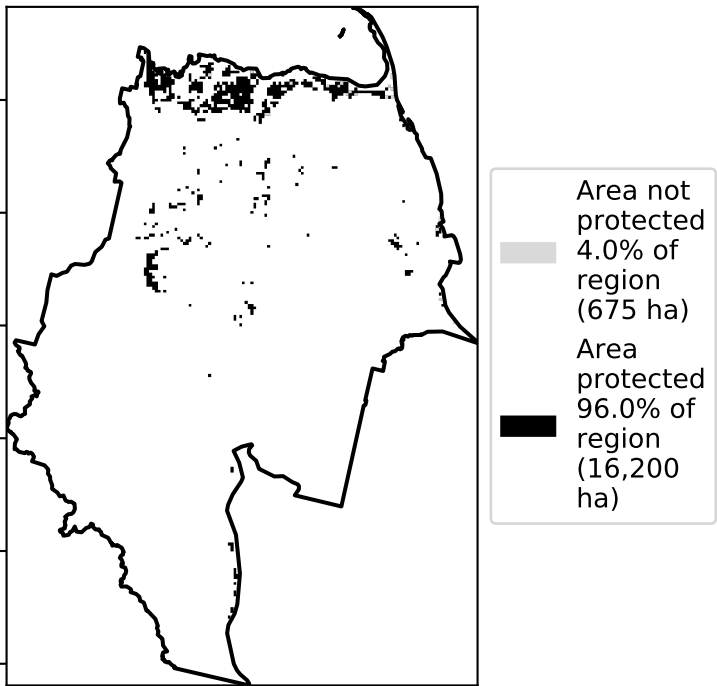 Area not
protected
4.0% of
region
(675 ha)
Area
protected
96.0% of
region
(16,200
ha)